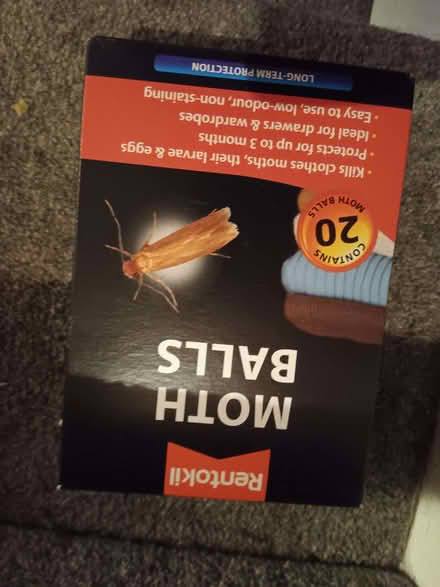 Rentokil
MOTH
BALLS
CONTAINS
20
MOTH BALLS
• Kills clothes moths, their larvae & eggs
• Protects for up to 3 months
• Ideal for drawers & wardrobes
• Easy to use, low-odour, non-staining
LONG-TERM PROTECTION